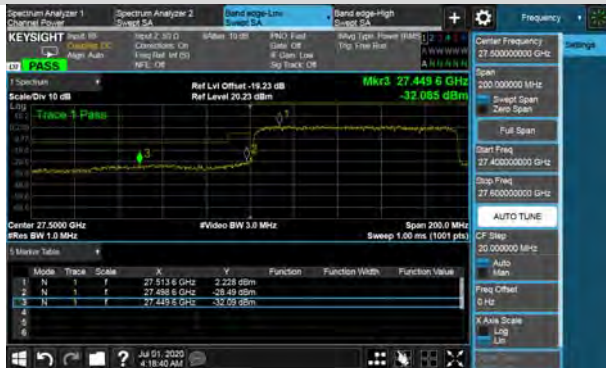 Spectrum Analyzer 1
Channel Power
Spectrum Analyzer 2
Swept SA
Band edge-Low
Swept SA
Band edge-High
Swept SA
Frequency
KEYSIGHT
Input: RF
Coupling: DC
Align: Auto
Input Z: 50 Ω
Corrections: On
Freq Ref: Int (S)
NFE: Off
#Atten: 10 dB
PNO: Fast
Gate: Off
IF Gain: Low
Sig Track: Off
#Avg Type: Power (RMS)
Trig: Free Run
PASS
1 Spectrum
Scale/Div 10 dB
Log
Ref Lvl Offset -19.23 dB
Ref Level 20.23 dBm
Mkr3 27.449 6 GHz
-32.085 dBm
Trace 1 Pass
Center 27.5000 GHz
#Res BW 1.0 MHz
#Video BW 3.0 MHz
Span 200.0 MHz
Sweep 1.00 ms (1001 pts)
5 Marker Table
Mode Trace Scale X Y Function Function Width Function Value
1 N 1 f 27.513 6 GHz 2.228 dBm
2 N 1 f 27.498 6 GHz -28.49 dBm
3 N 1 f 27.449 6 GHz -32.09 dBm
4
5
6
Jul 01, 2020
4:18:40 AM
Center Frequency
27.500000000 GHz
Settings
Span
200.000000 MHz
Swept Span
Zero Span
Full Span
Start Freq
27.400000000 GHz
Stop Freq
27.600000000 GHz
AUTO TUNE
CF Step
20.000000 MHz
Auto
Man
Freq Offset
0 Hz
X Axis Scale
Log
Lin